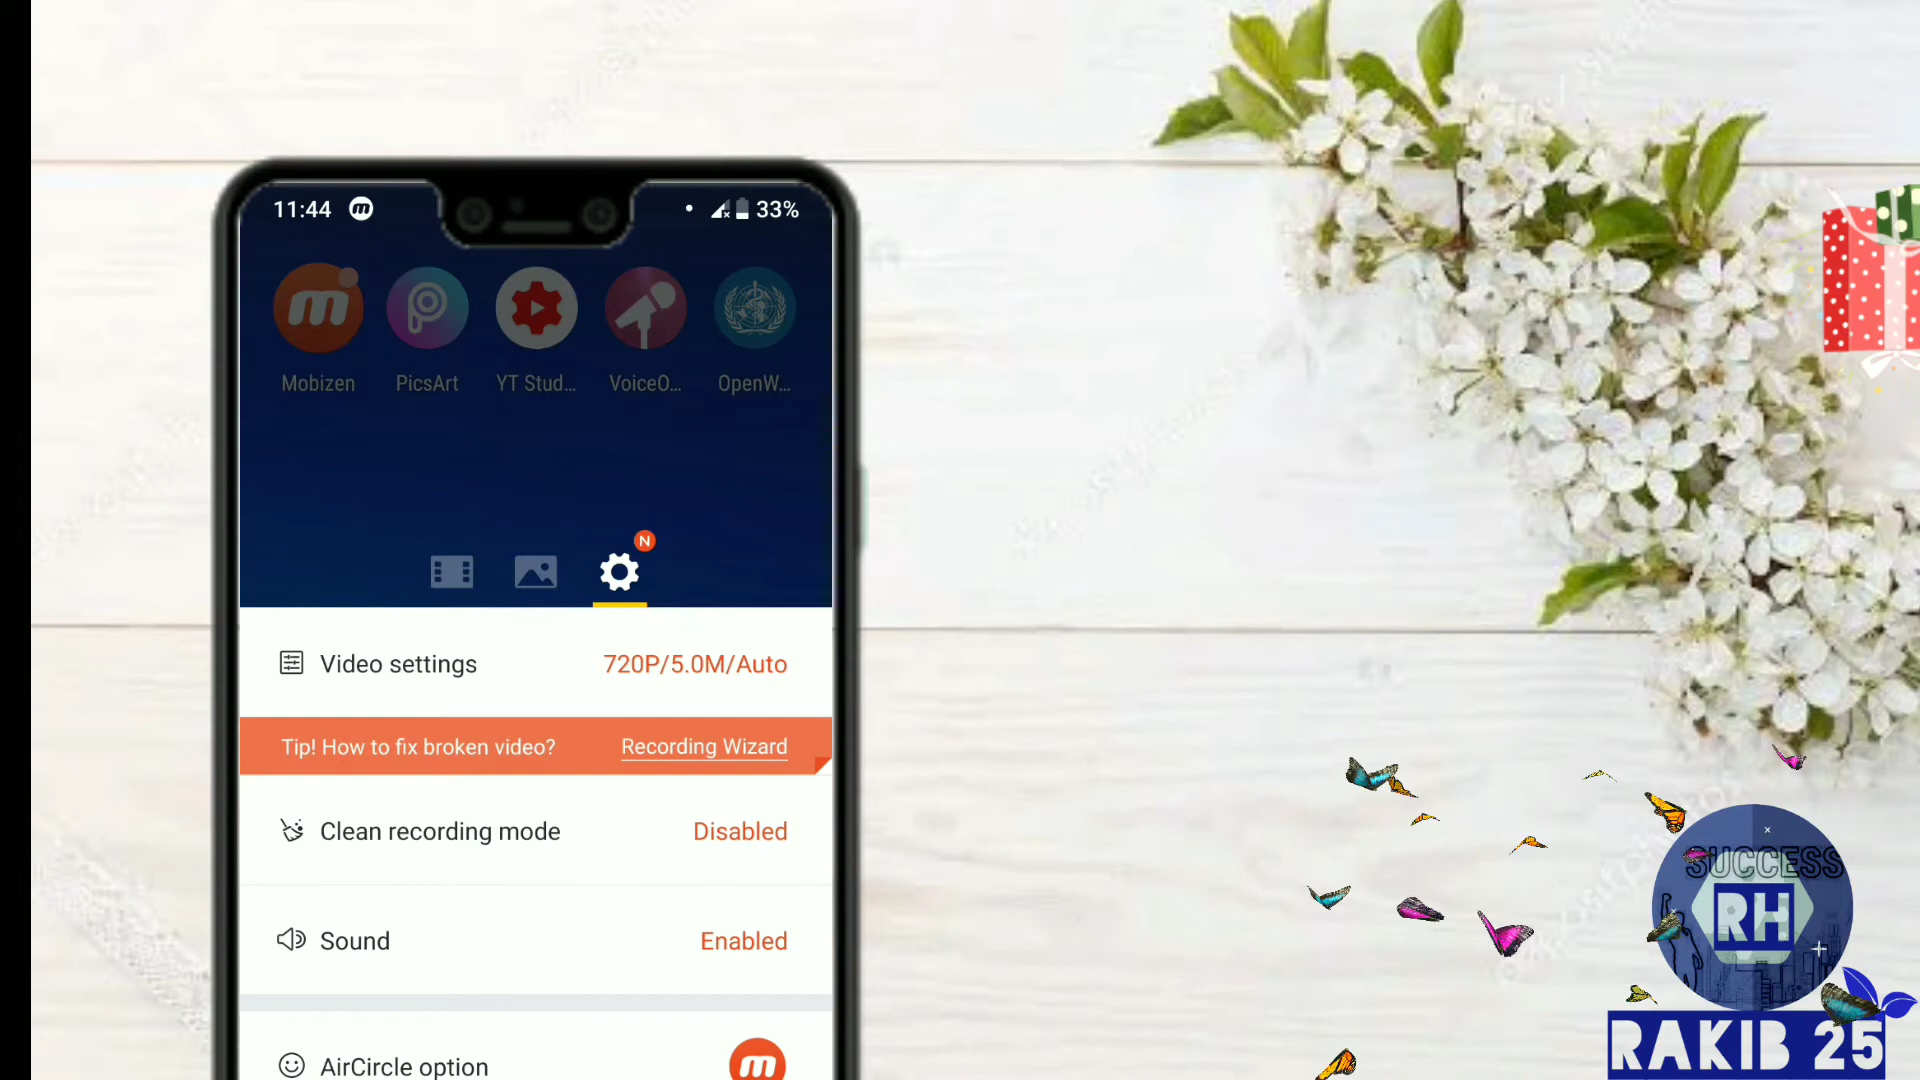 11:44
33%
Mobizen PicsArt YT Stud... VoiceO... OpenW...
N
Video settings 720P/5.0M/Auto
Tip! How to fix broken video? Recording Wizard
Clean recording mode Disabled
Sound Enabled
AirCircle option
SUCCESS
RH
RAKIB 25